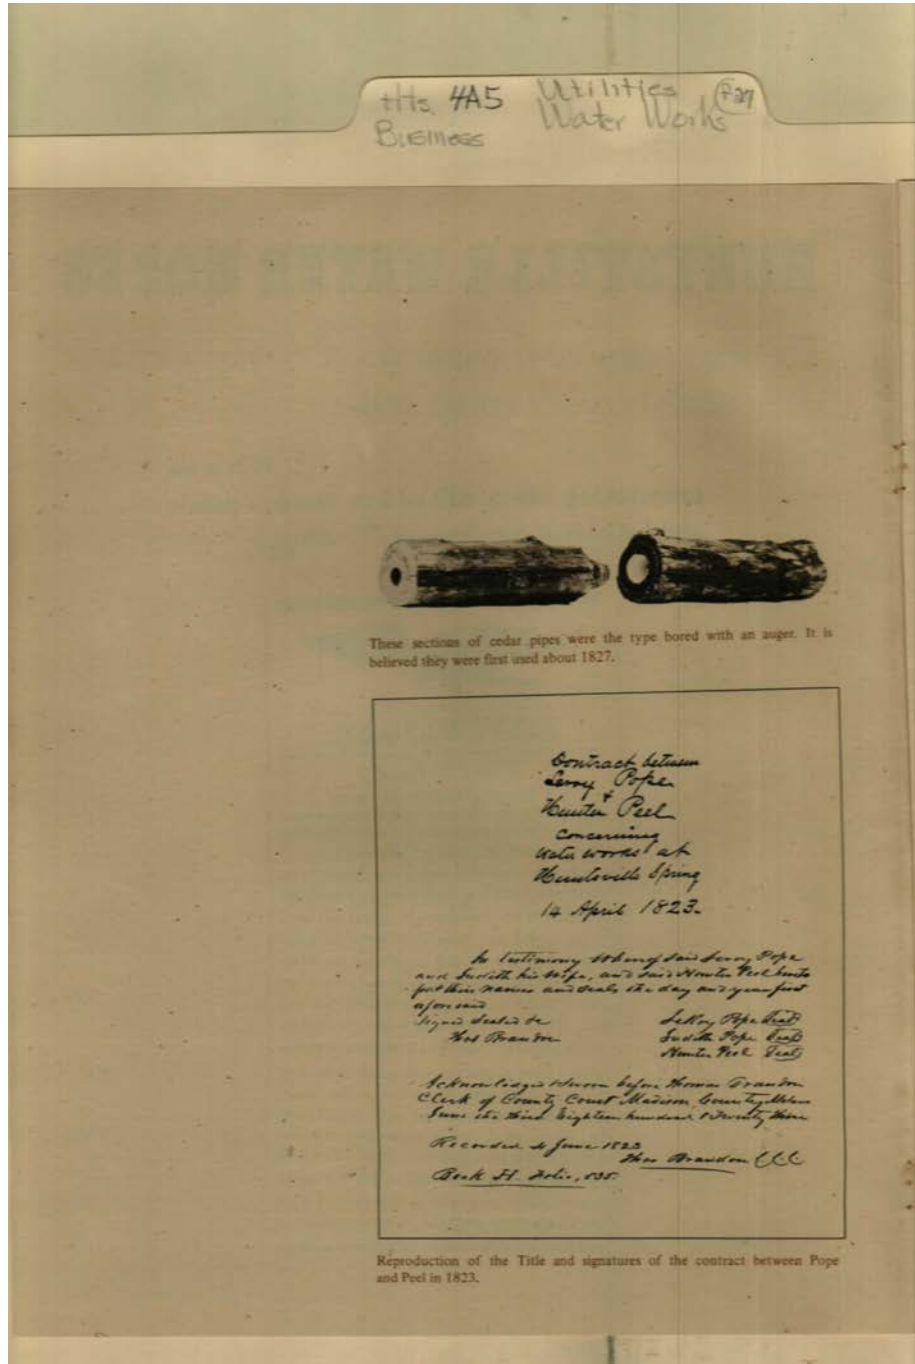 Hts. 4A5 Utilities P27
Business Water Works
These sections of cedar pipes were the type bored with an auger. It is
believed they were first used about 1827.
Contract between
Leroy Pope
&
Hunter Peel
concerning
water works at
Huntsville Spring
14 April 1823.
In testimony Whereof said Leroy Pope
and Judith his wife, and said Hunter Peel hereto
put their names and seals the day and year first
aforesaid
Signed Sealed &c
Thos Brandon
LeRoy Pope Seal
Judith Pope Seal
Hunter Peel Seal
Acknowledged & sworn before Thomas Brandon
Clerk of County Court Madison County
June the third Eighteen hundred & Twenty three
Recorded 4 June 1823
Thos Brandon CCC
Book H. Folio, 535.
Reproduction of the Title and signatures of the contract between Pope
and Peel in 1823.